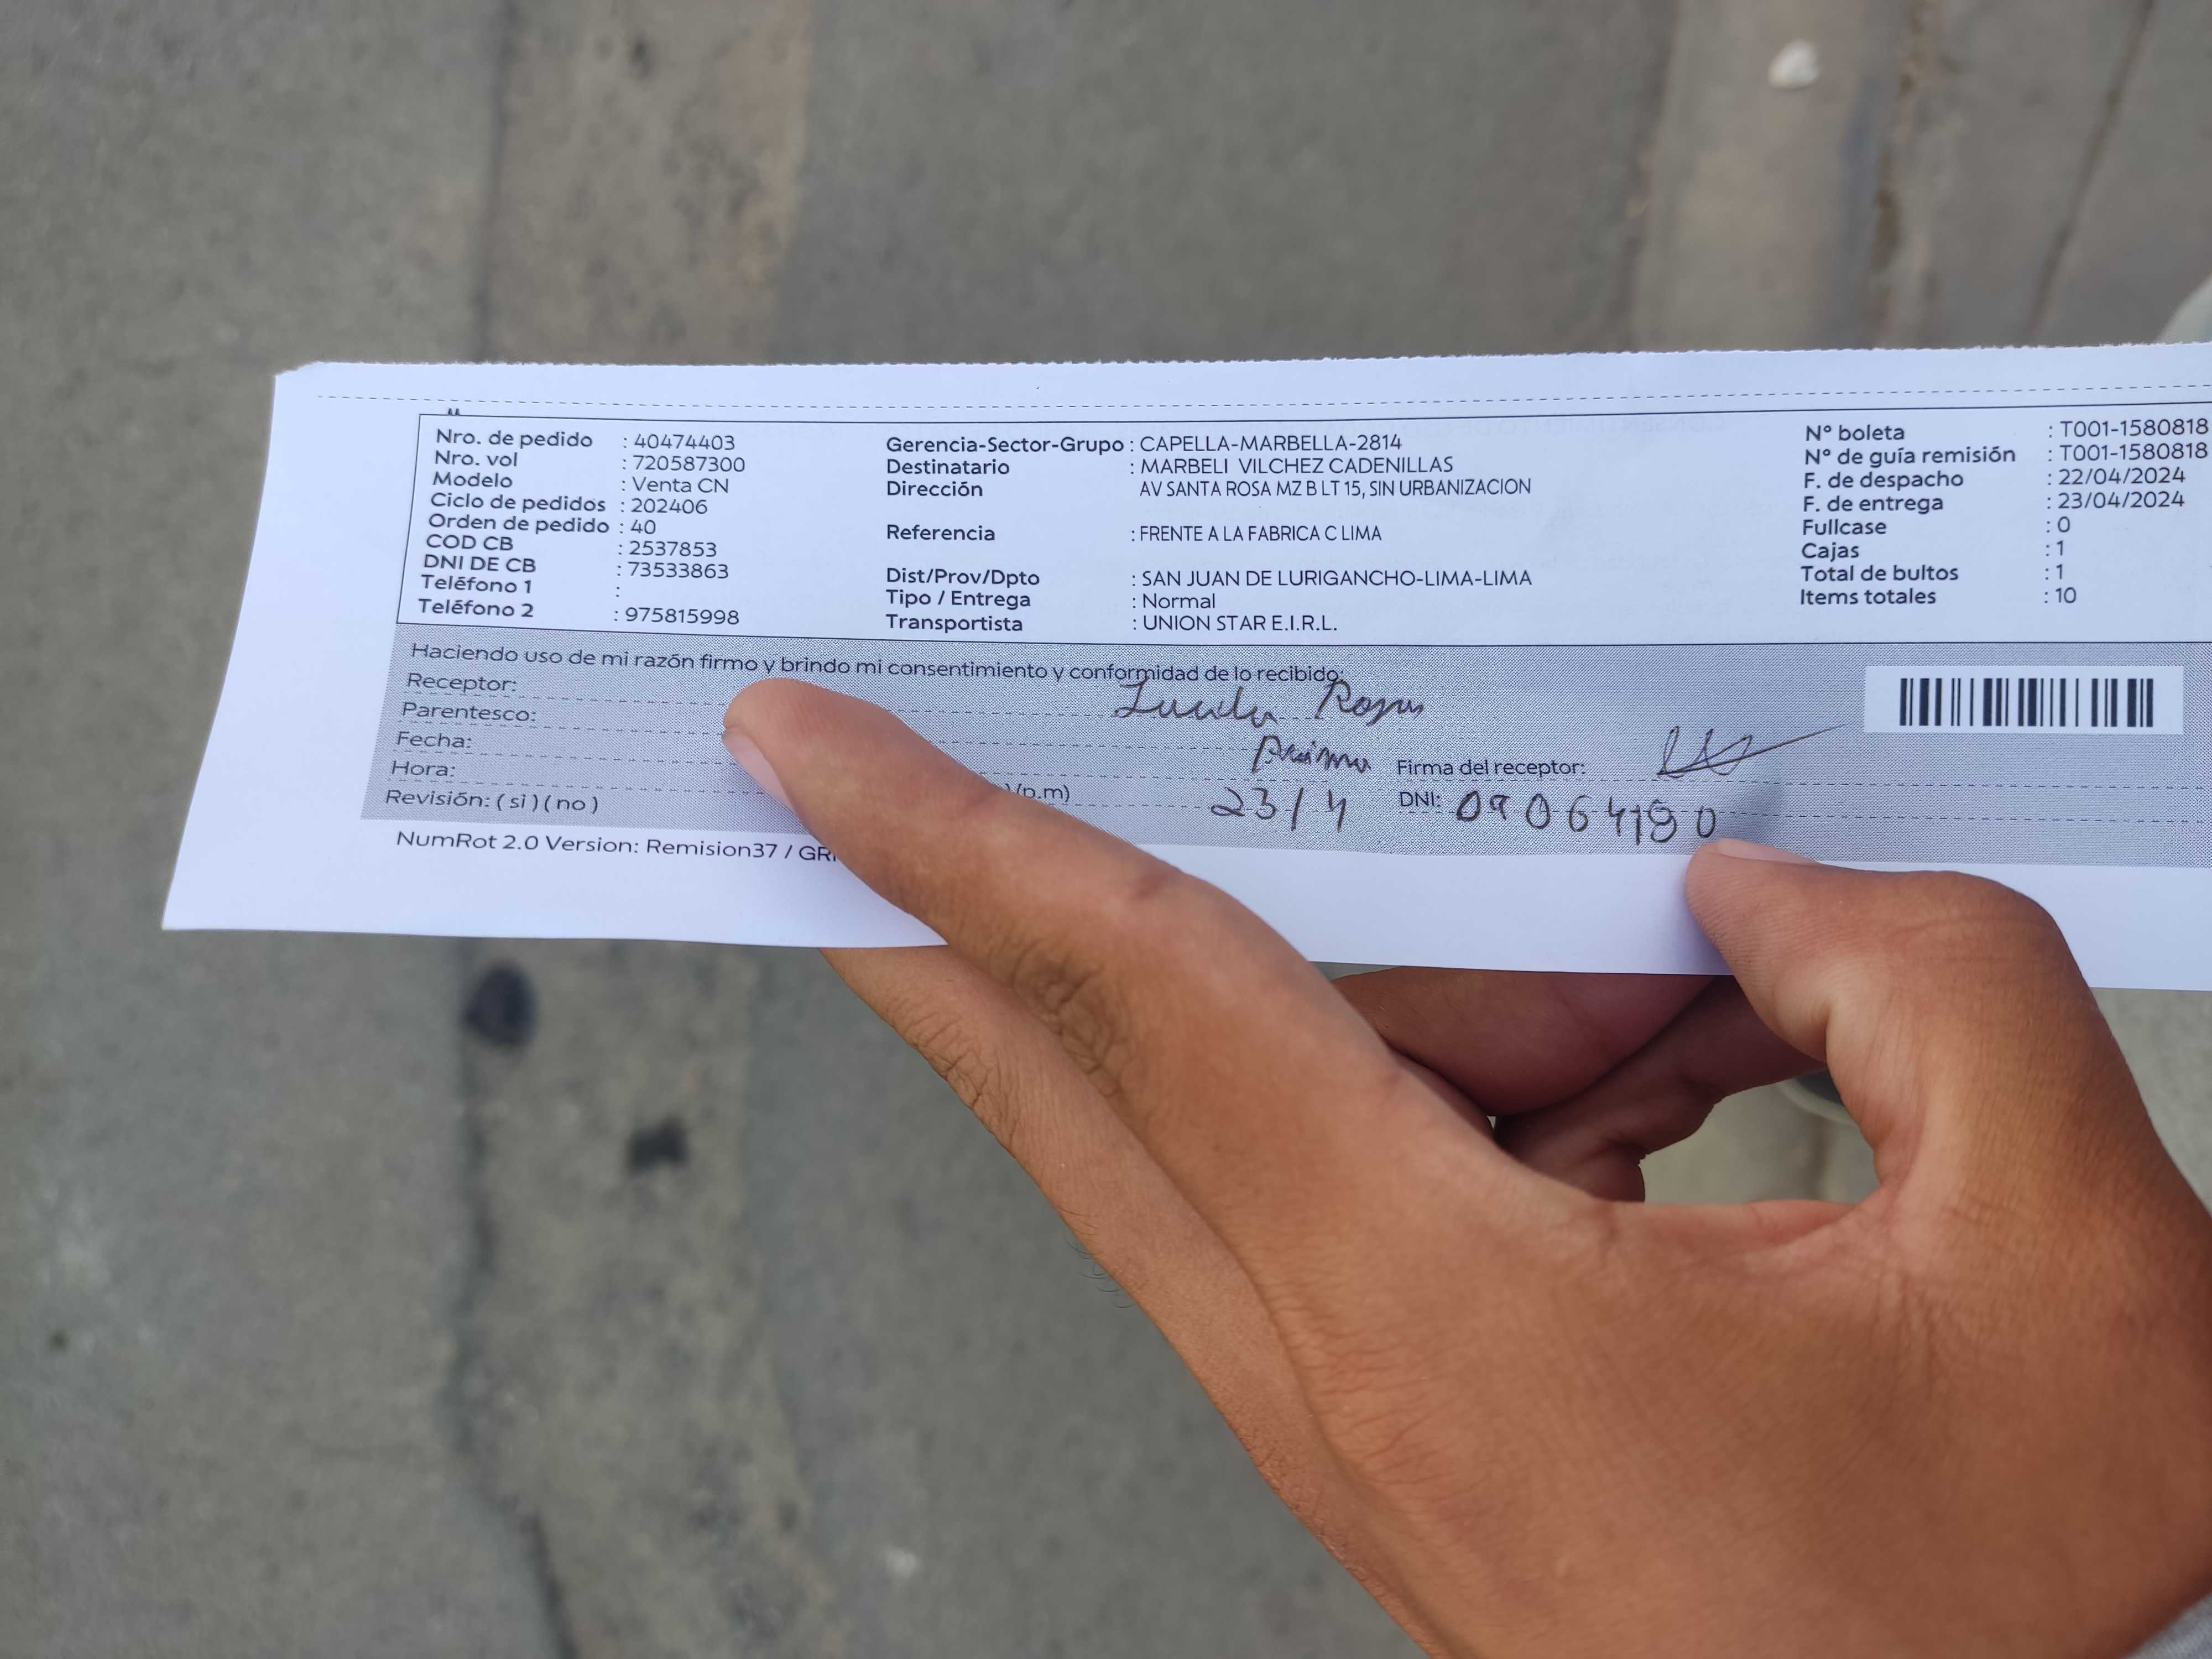 Nro. de pedido : 40474403
Nro. vol : 720587300
Modelo : Venta CN
Ciclo de pedidos : 202406
Orden de pedido : 40
COD CB : 2537853
DNI DE CB : 73533863
Teléfono 1 :
Teléfono 2 : 975815998
Gerencia-Sector-Grupo : CAPELLA-MARBELLA-2814
Destinatario : MARBELI VILCHEZ CADENILLAS
Dirección AV SANTA ROSA MZ B LT 15, SIN URBANIZACION
Referencia : FRENTE A LA FABRICA C LIMA
Dist/Prov/Dpto : SAN JUAN DE LURIGANCHO-LIMA-LIMA
Tipo / Entrega : Normal
Transportista : UNION STAR E.I.R.L.
N° boleta : T001-1580818
N° de guía remisión : T001-1580818
F. de despacho : 22/04/2024
F. de entrega : 23/04/2024
Fullcase : 0
Cajas : 1
Total de bultos : 1
Items totales : 10
Haciendo uso de mi razón firmo y brindo mi consentimiento y conformidad de lo recibido:
Receptor: Rojas
Parentesco:
Fecha:
Hora: /p.m) 23/4
Revisión: ( sì ) ( no )
Firma del receptor:
DNI: 09064180
NumRot 2.0 Version: Remision37 / GR